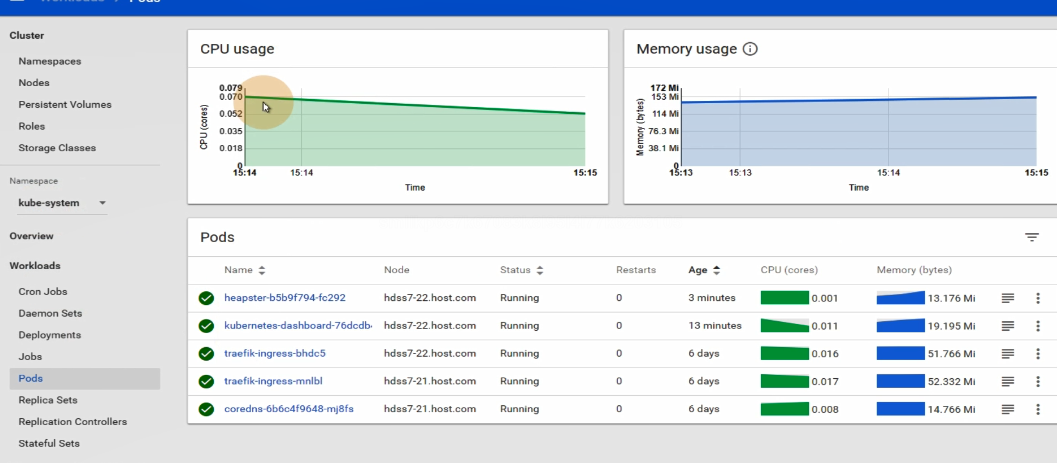 Workloads / Pods
Cluster
Namespaces
Nodes
Persistent Volumes
Roles
Storage Classes
Namespace
kube-system
Overview
Workloads
Cron Jobs
Daemon Sets
Deployments
Jobs
Pods
Replica Sets
Replication Controllers
Stateful Sets
CPU usage
CPU (cores)
0.079
0.070
0.052
0.035
0.018
0
15:14 15:14 15:15
Time
Memory usage
Memory (bytes)
172 Mi
153 Mi
114 Mi
76.3 Mi
38.1 Mi
0
15:13 15:13 15:14 15:15
Time
Pods
Name Node Status Restarts Age CPU (cores) Memory (bytes)
heapster-b5b9f794-fc292 hdss7-22.host.com Running 0 3 minutes 0.001 13.176 Mi
kubernetes-dashboard-76dcdb hdss7-22.host.com Running 0 13 minutes 0.011 19.195 Mi
traefik-ingress-bhdc5 hdss7-22.host.com Running 0 6 days 0.016 51.766 Mi
traefik-ingress-mnlbl hdss7-21.host.com Running 0 6 days 0.017 52.332 Mi
coredns-6b6c4f9648-mj8fs hdss7-21.host.com Running 0 6 days 0.008 14.766 Mi